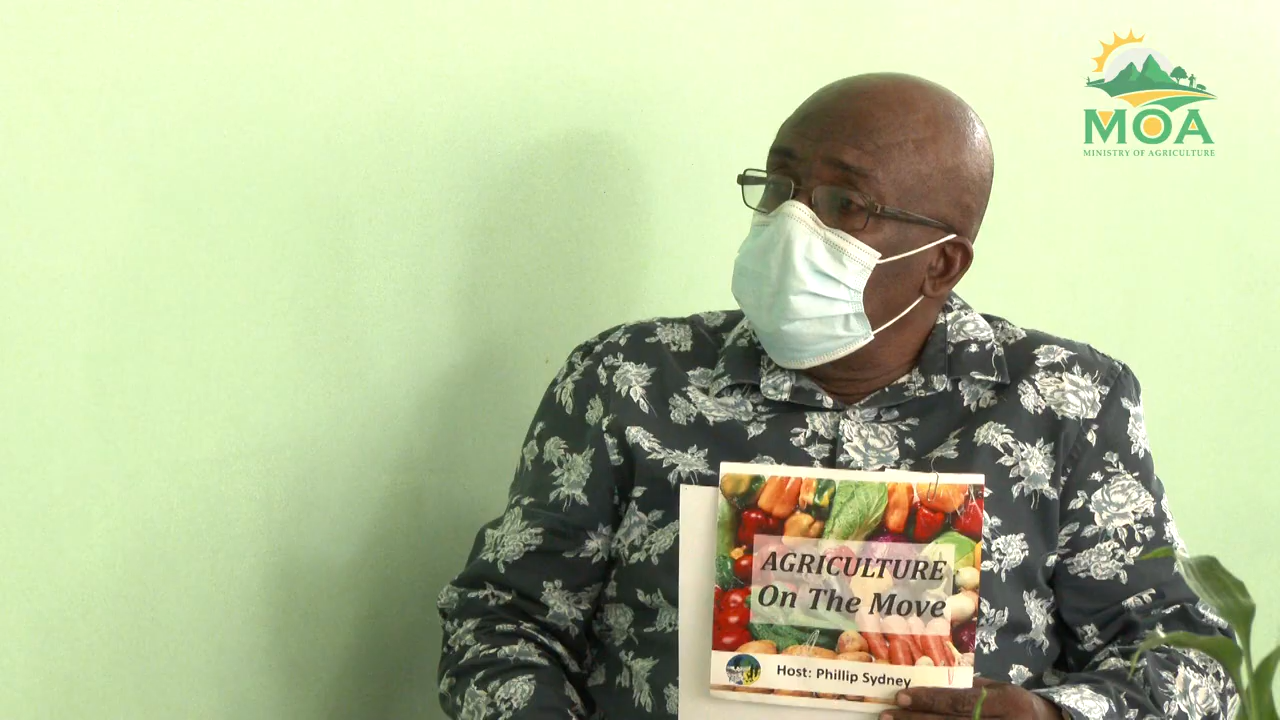 MOA
MINISTRY OF AGRICULTURE
AGRICULTURE
On The Move
Host: Phillip Sydney